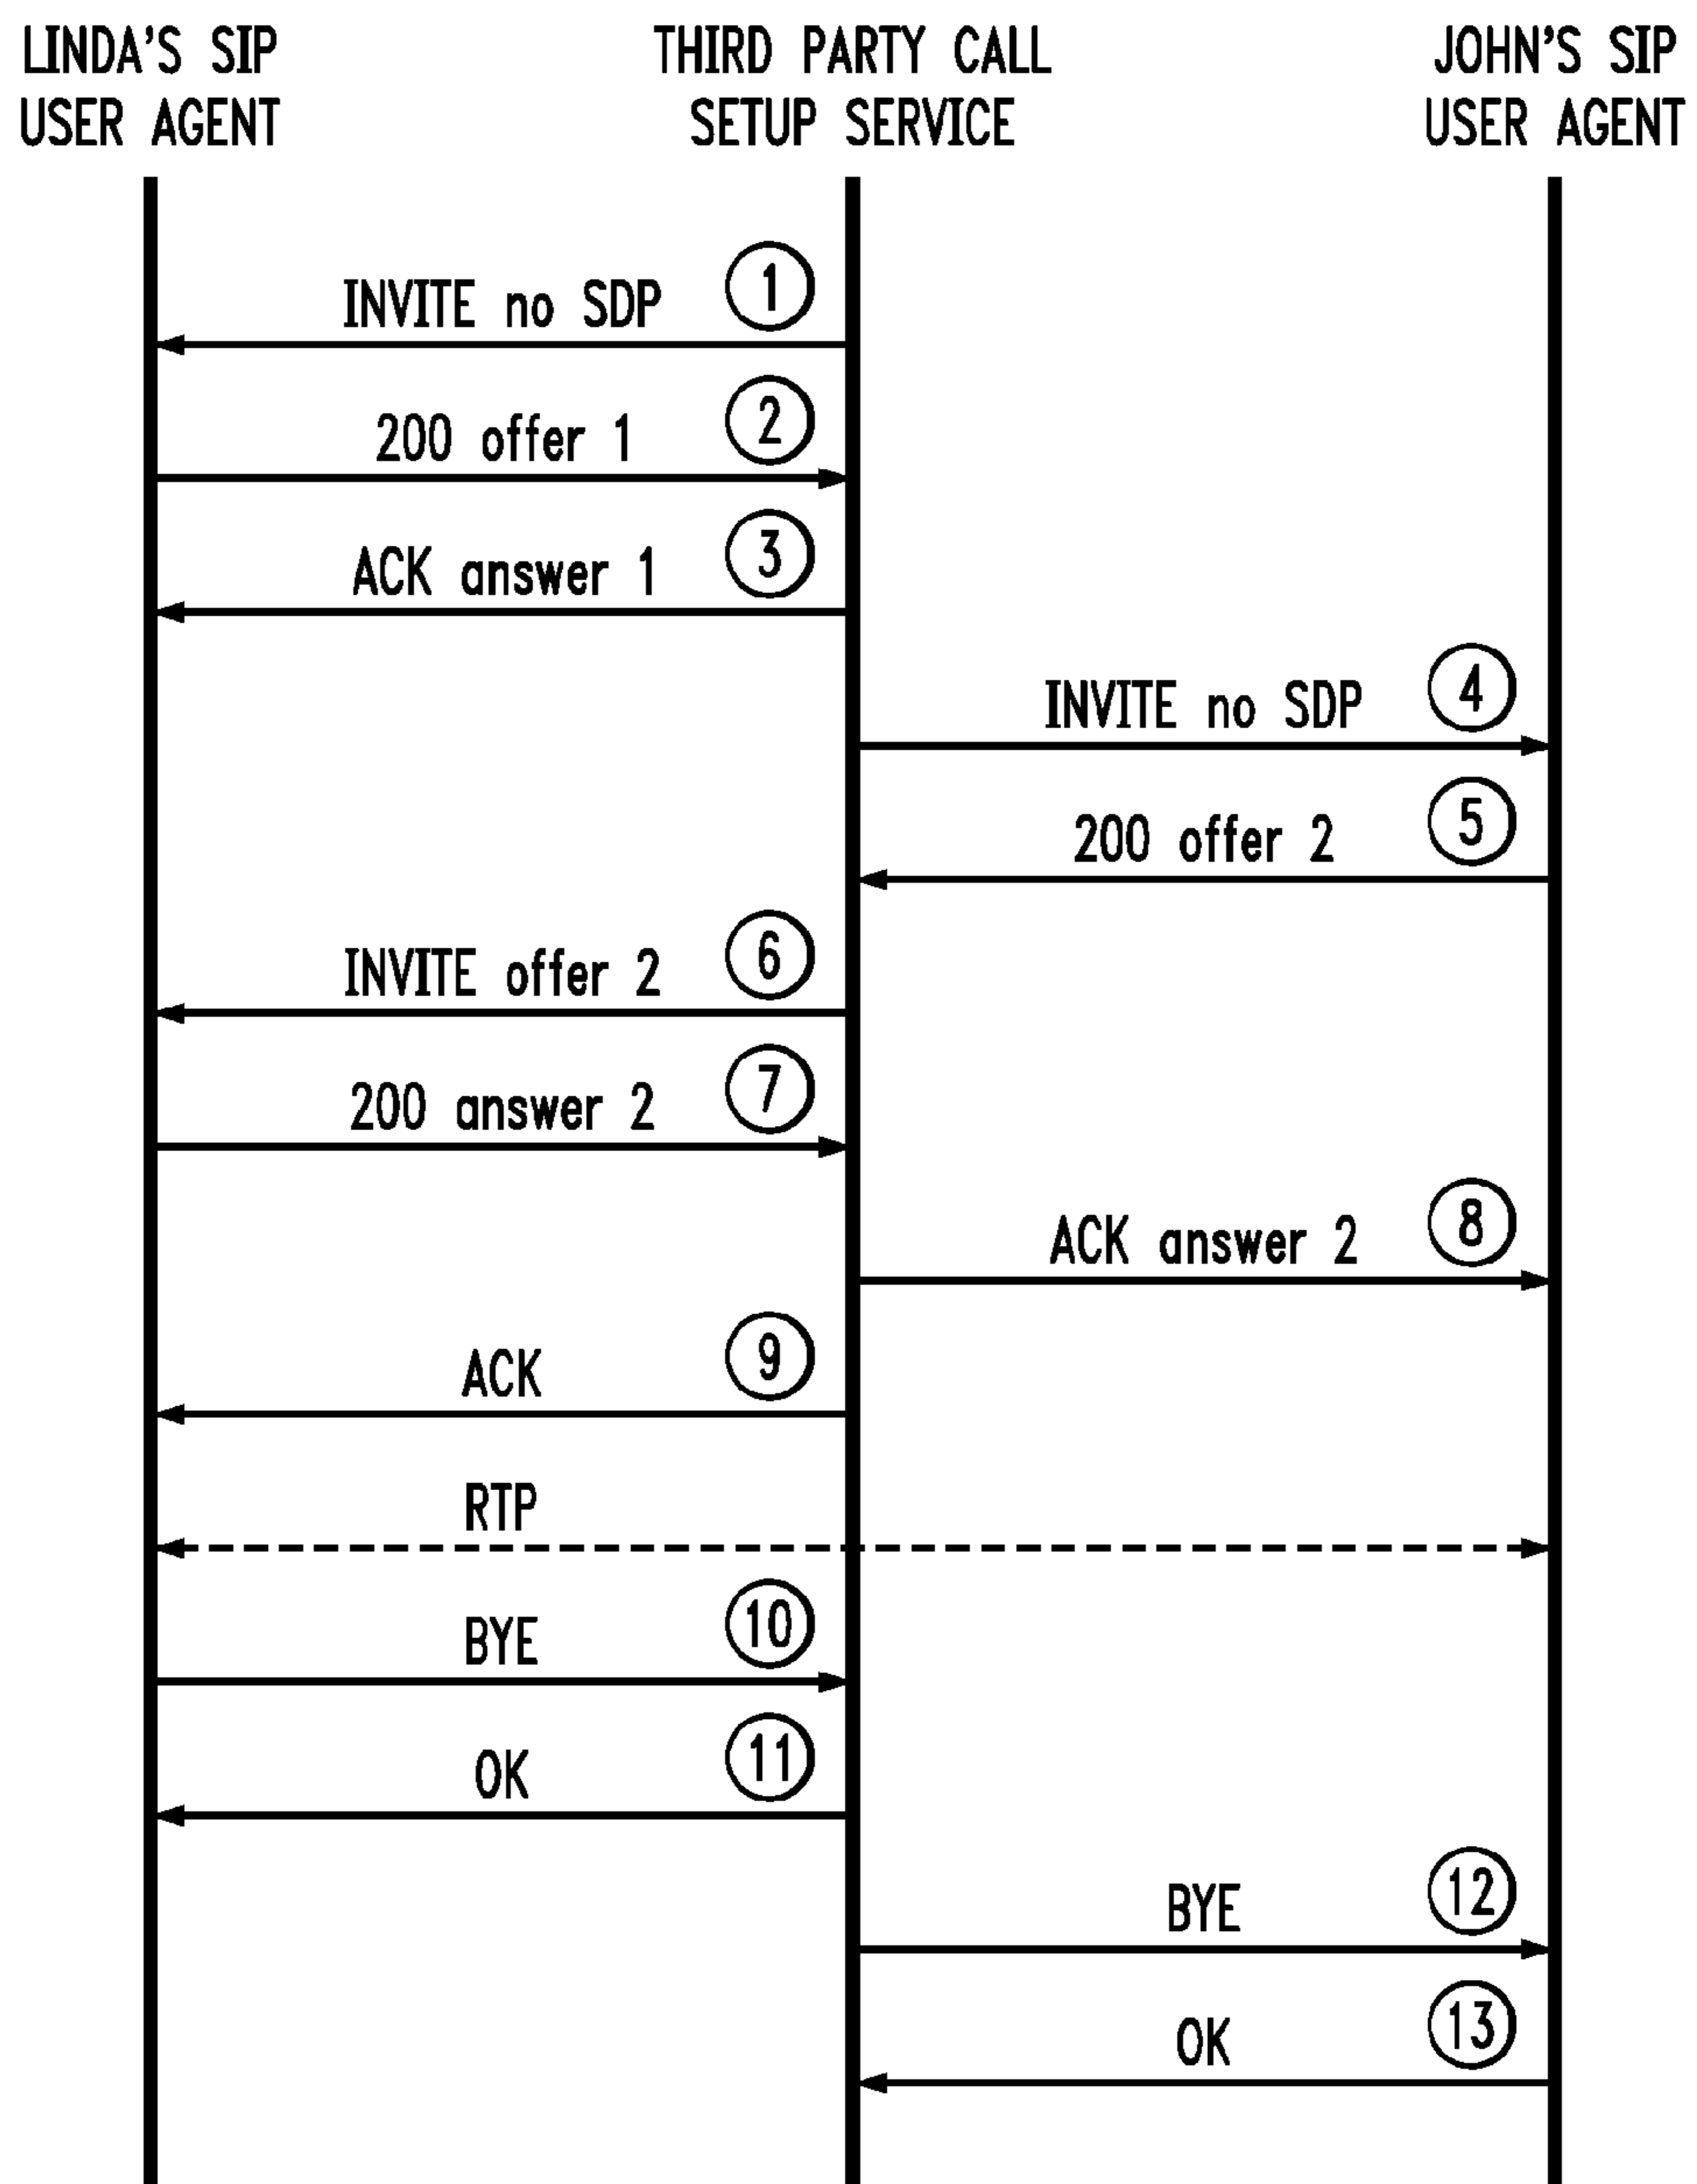 LINDA'S SIP
USER AGENT
THIRD PARTY CALL
SETUP SERVICE
JOHN'S SIP
USER AGENT
INVITE no SDP 1
200 offer 1 2
ACK answer 1 3
INVITE no SDP 4
200 offer 2 5
INVITE offer 2 6
200 answer 2 7
ACK answer 2 8
ACK 9
RTP
BYE 10
OK 11
BYE 12
OK 13